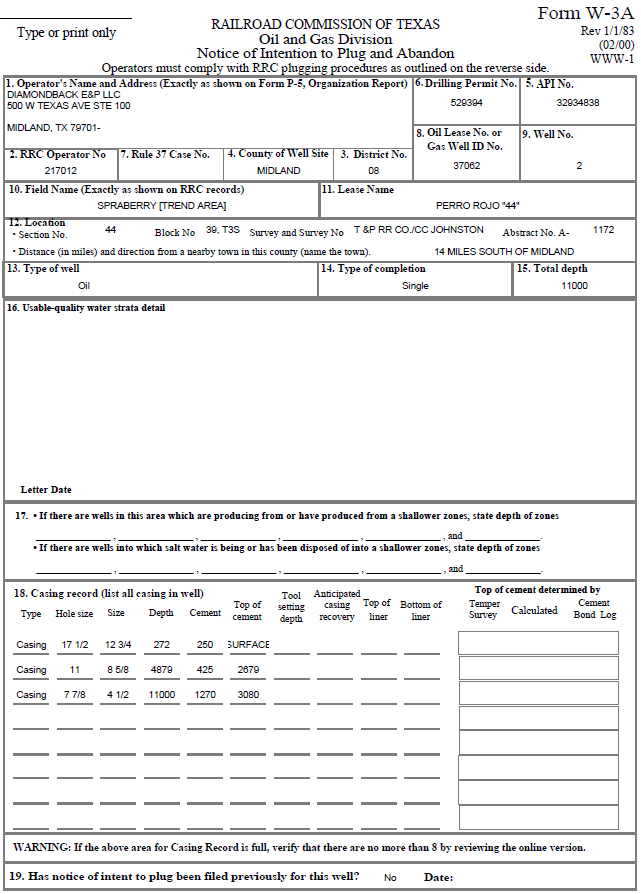 Type or print only
RAILROAD COMMISSION OF TEXAS
Oil and Gas Division
Notice of Intention to Plug and Abandon
Operators must comply with RRC plugging procedures as outlined on the reverse side.
Form W-3A
Rev 1/1/83
(02/00)
WWW-1
1. Operator's Name and Address (Exactly as shown on Form P-5, Organization Report)
DIAMONDBACK E&P LLC
500 W TEXAS AVE STE 100
MIDLAND, TX 79701-
6. Drilling Permit No.
529394
5. API No.
32934838
8. Oil Lease No. or
Gas Well ID No.
37062
9. Well No.
2
2. RRC Operator No
217012
7. Rule 37 Case No.
4. County of Well Site
MIDLAND
3. District No.
08
10. Field Name (Exactly as shown on RRC records)
SPRABERRY [TREND AREA]
11. Lease Name
PERRO ROJO "44"
12. Location
• Section No. 44 Block No 39, T3S Survey and Survey No T &P RR CO./CC JOHNSTON Abstract No. A- 1172
• Distance (in miles) and direction from a nearby town in this county (name the town). 14 MILES SOUTH OF MIDLAND
13. Type of well
Oil
14. Type of completion
Single
15. Total depth
11000
16. Usable-quality water strata detail
Letter Date
17. • If there are wells in this area which are producing from or have produced from a shallower zones, state depth of zones
, , , , , and .
• If there are wells into which salt water is being or has been disposed of into a shallower zones, state depth of zones
, , , , , and .
18. Casing record (list all casing in well)
Top of cement determined by
Type Hole size Size Depth Cement Top of cement Tool setting depth Anticipated casing recovery Top of liner Bottom of liner Temper Survey Calculated Cement Bond Log
Casing 17 1/2 12 3/4 272 250 SURFACE
Casing 11 8 5/8 4879 425 2679
Casing 7 7/8 4 1/2 11000 1270 3080
WARNING: If the above area for Casing Record is full, verify that there are no more than 8 by reviewing the online version.
19. Has notice of intent to plug been filed previously for this well? No Date: